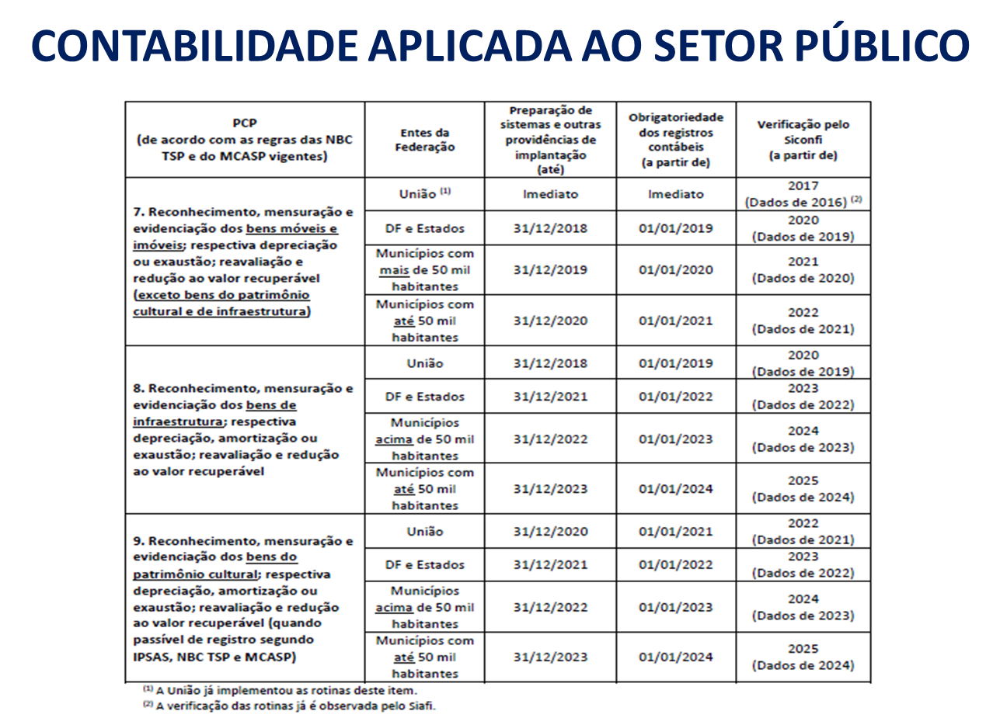 CONTABILIDADE APLICADA AO SETOR PÚBLICO
PCP
(de acordo com as regras das NBC
TSP e do MCASP vigentes)
Entes da
Federação
Preparação de
sistemas e outras
providências de
implantação
(até)
Obrigatoriedade
dos registros
contábeis
(a partir de)
Verificação pelo
Siconfi
(a partir de)
7. Reconhecimento, mensuração e
evidenciação dos bens móveis e
imóveis; respectiva depreciação
ou exaustão; reavaliação e
redução ao valor recuperável
(exceto bens do patrimônio
cultural e de infraestrutura)
União (1)
Imediato
Imediato
2017
(Dados de 2016) (2)
DF e Estados
31/12/2018
01/01/2019
2020
(Dados de 2019)
Municípios com
mais de 50 mil
habitantes
31/12/2019
01/01/2020
2021
(Dados de 2020)
Municípios com
até 50 mil
habitantes
31/12/2020
01/01/2021
2022
(Dados de 2021)
8. Reconhecimento, mensuração e
evidenciação dos bens de
infraestrutura; respectiva
depreciação, amortização ou
exaustão; reavaliação e redução
ao valor recuperável
União
31/12/2018
01/01/2019
2020
(Dados de 2019)
DF e Estados
31/12/2021
01/01/2022
2023
(Dados de 2022)
Municípios
acima de 50 mil
habitantes
31/12/2022
01/01/2023
2024
(Dados de 2023)
Municípios com
até 50 mil
habitantes
31/12/2023
01/01/2024
2025
(Dados de 2024)
9. Reconhecimento, mensuração e
evidenciação dos bens do
patrimônio cultural; respectiva
depreciação, amortização ou
exaustão; reavaliação e redução
ao valor recuperável (quando
passível de registro segundo
IPSAS, NBC TSP e MCASP)
União
31/12/2020
01/01/2021
2022
(Dados de 2021)
DF e Estados
31/12/2021
01/01/2022
2023
(Dados de 2022)
Municípios
acima de 50 mil
habitantes
31/12/2022
01/01/2023
2024
(Dados de 2023)
Municípios com
até 50 mil
habitantes
31/12/2023
01/01/2024
2025
(Dados de 2024)
(1) A União já implementou as rotinas deste item.
(2) A verificação das rotinas já é observada pelo Siafi.